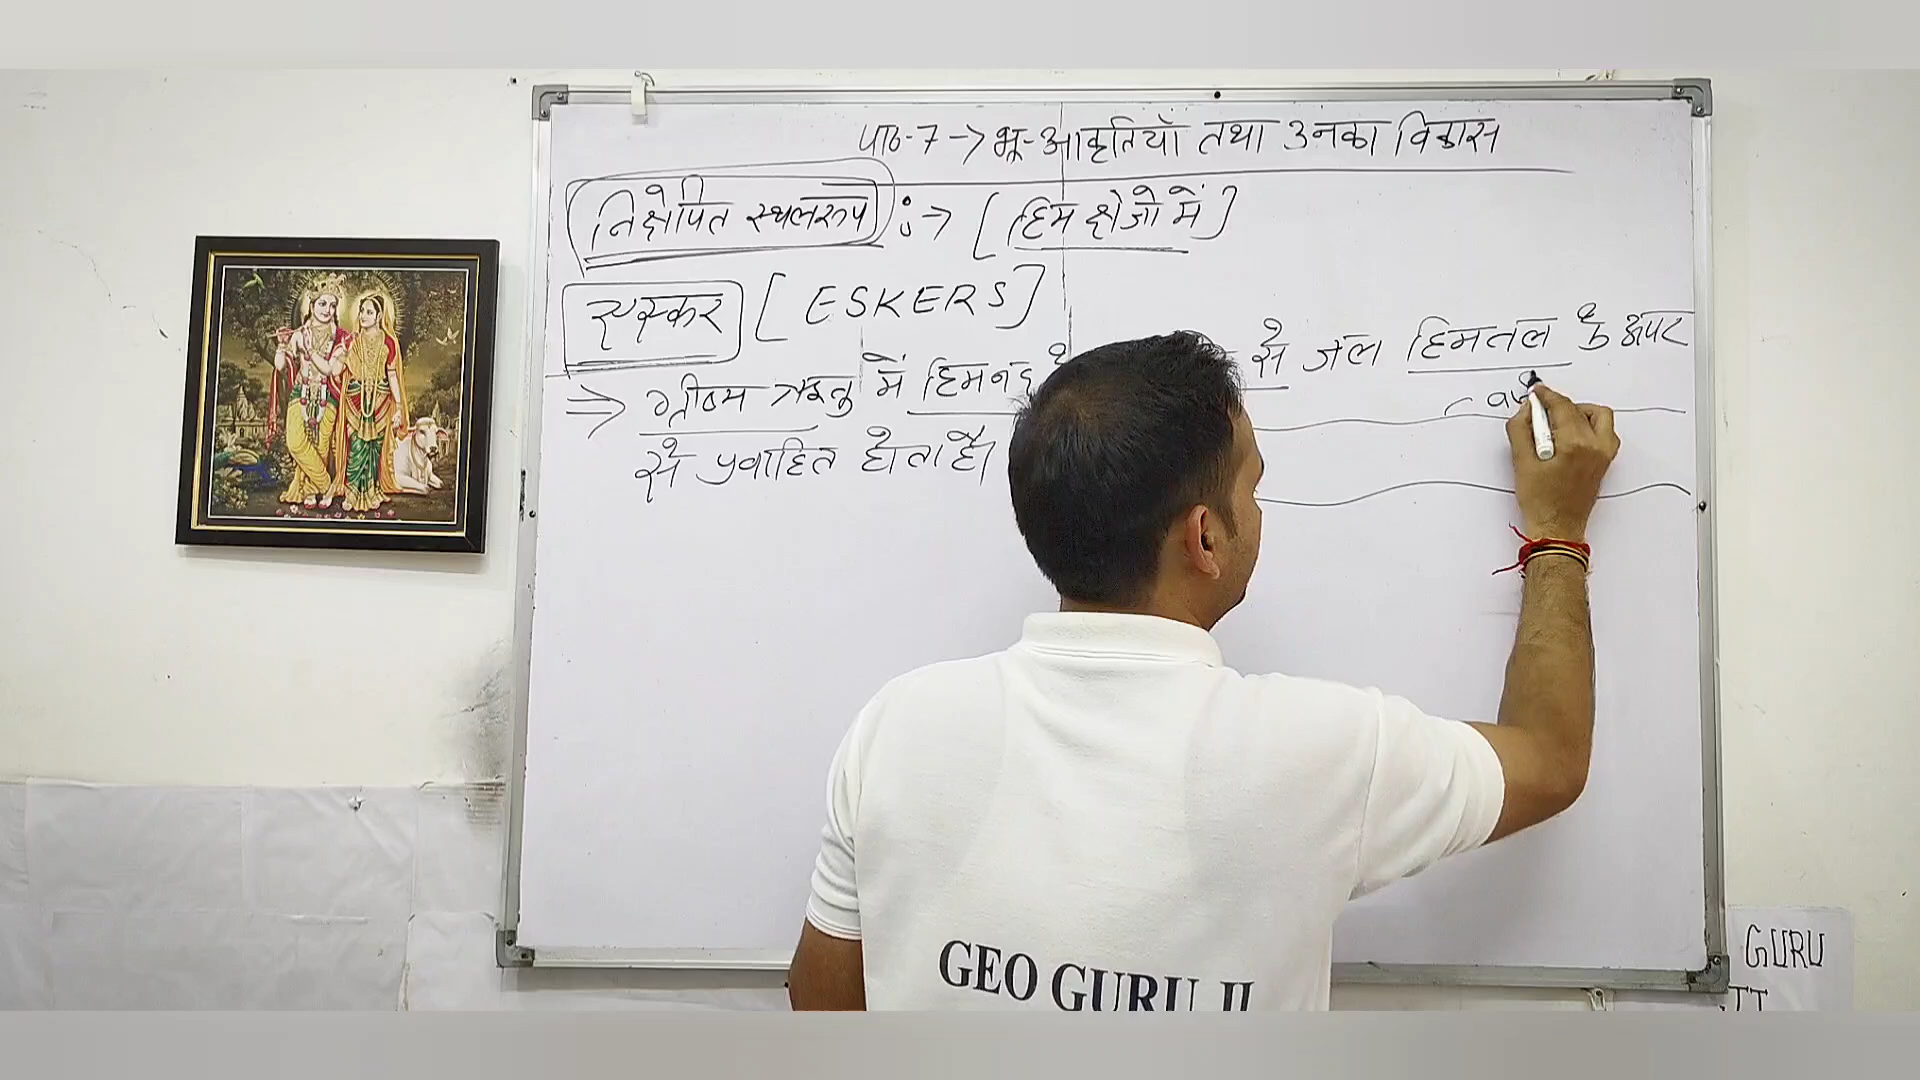 पाठ-7 → भू-आकृतियाँ तथा उनका विकास
निक्षेपित स्थलरूप :→ [हिम क्षेत्रों में]
एस्कर [ESKERS]
⇒ ग्रीष्म ऋतु में हिमनद के से जल हिमतल के ऊपर
से प्रवाहित होता है।
GEO GURU JI
GURU